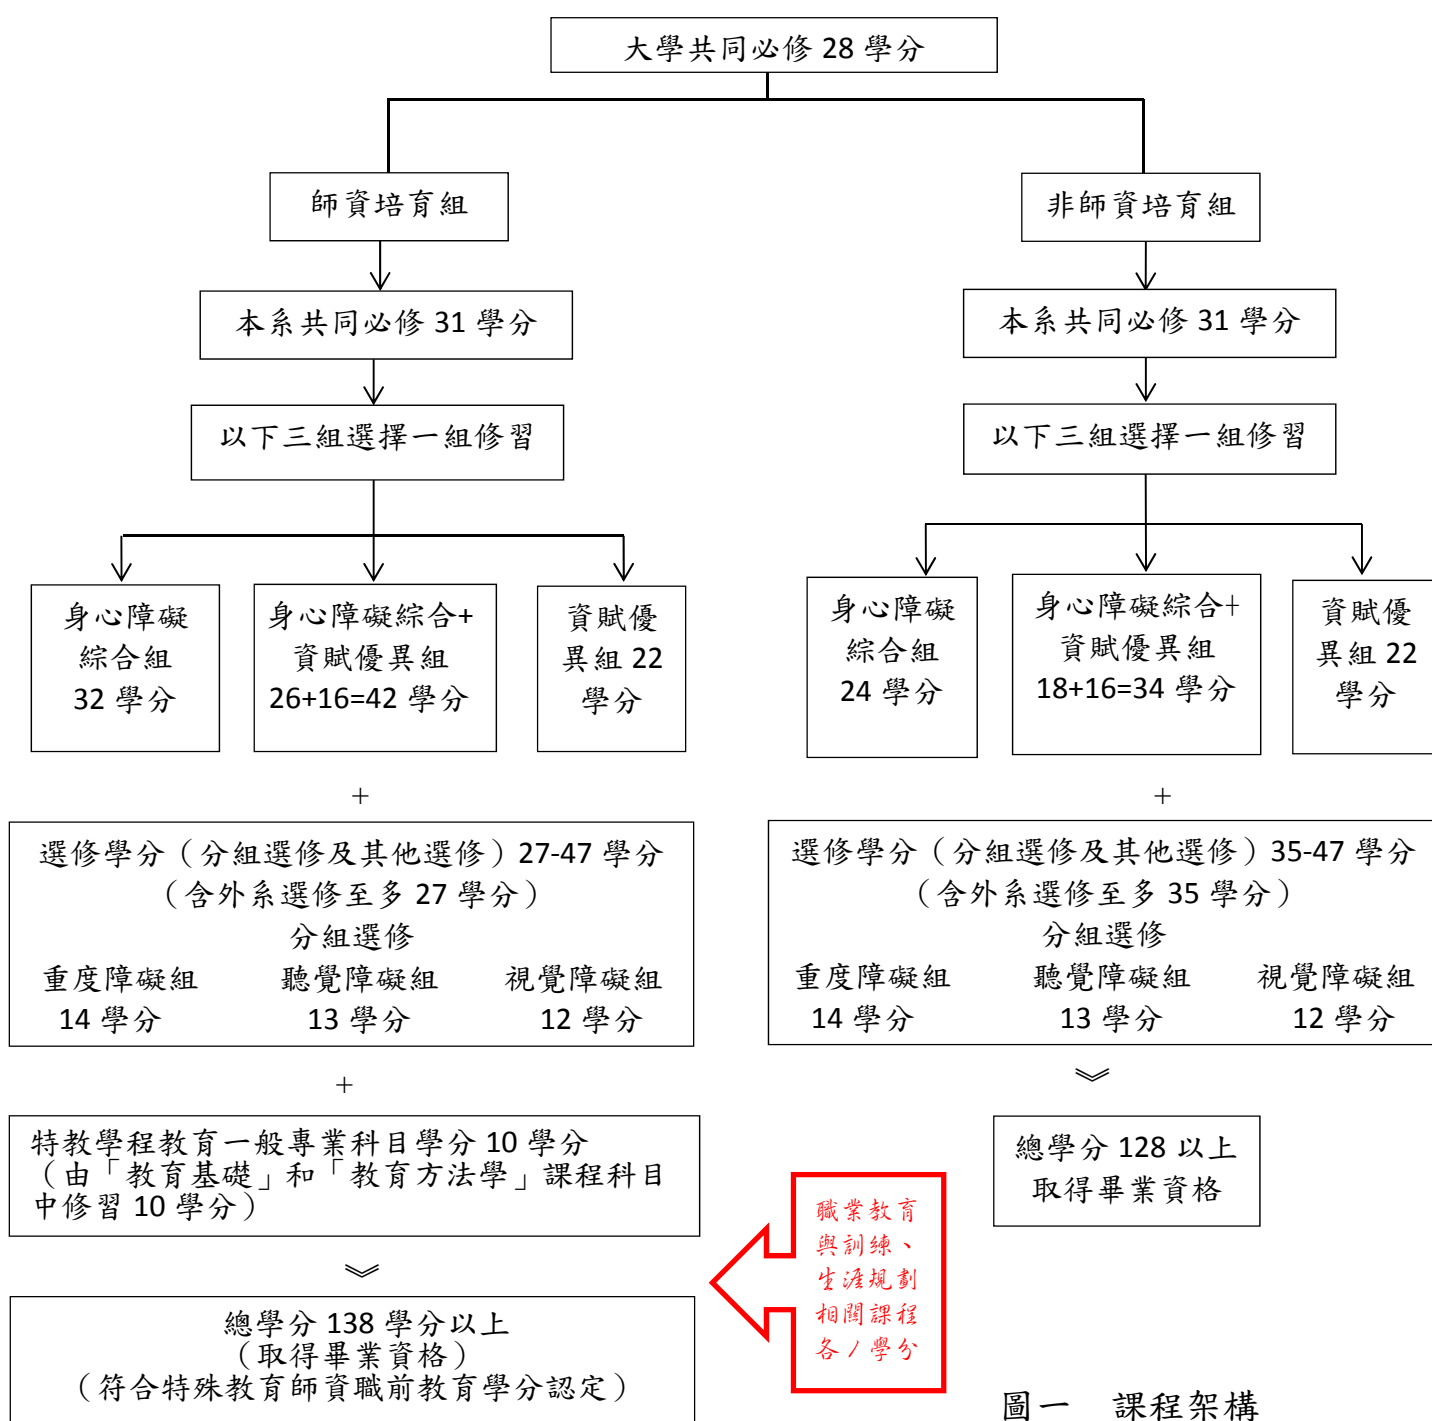 大學共同必修 28 學分
師資培育組
非師資培育組
本系共同必修 31 學分
本系共同必修 31 學分
以下三組選擇一組修習
以下三組選擇一組修習
身心障礙
綜合組
32 學分
身心障礙綜合+
資賦優異組
26+16=42 學分
資賦優
異組 22
學分
身心障礙
綜合組
24 學分
身心障礙綜合+
資賦優異組
18+16=34 學分
資賦優
異組 22
學分
+
+
選修學分（分組選修及其他選修）27-47 學分
（含外系選修至多 27 學分）
分組選修
重度障礙組 聽覺障礙組 視覺障礙組
14 學分 13 學分 12 學分
選修學分（分組選修及其他選修）35-47 學分
（含外系選修至多 35 學分）
分組選修
重度障礙組 聽覺障礙組 視覺障礙組
14 學分 13 學分 12 學分
+
特教學程教育一般專業科目學分 10 學分
（由「教育基礎」和「教育方法學」課程科目
中修習 10 學分）
總學分 128 以上
取得畢業資格
職業教育
與訓練、
生涯規劃
相關課程
各 1 學分
總學分 138 學分以上
（取得畢業資格）
（符合特殊教育師資職前教育學分認定）
圖一　課程架構